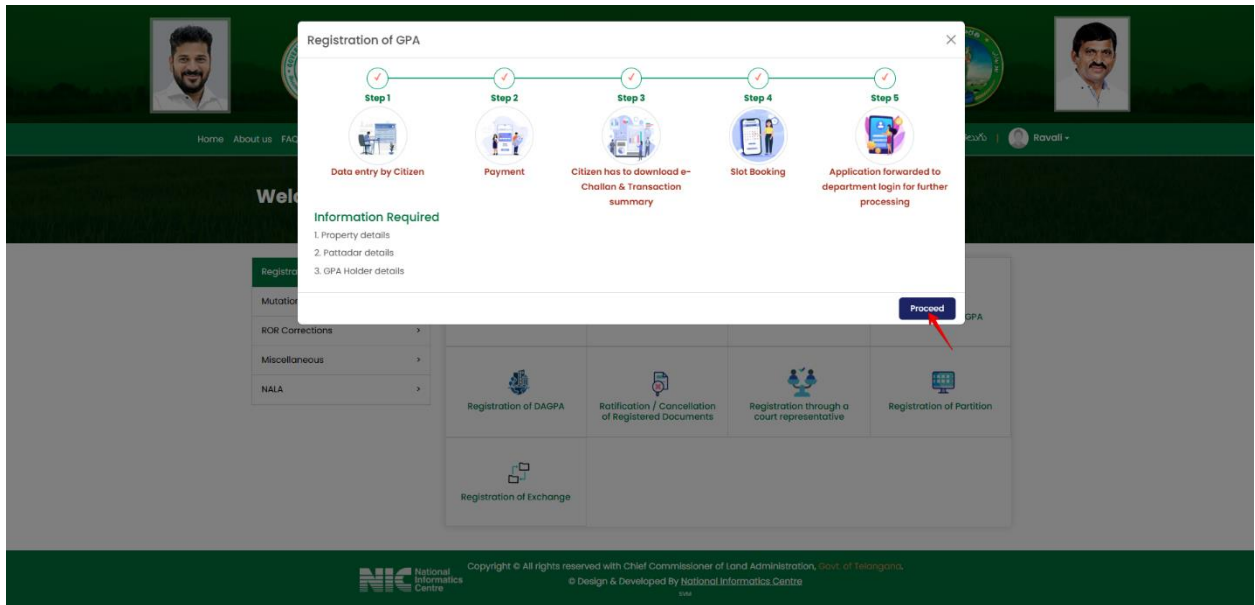 Registration of GPA
Step 1
Step 2
Step 3
Step 4
Step 5
Data entry by Citizen
Payment
Citizen has to download e-
Challan & Transaction
summary
Slot Booking
Application forwarded to
department login for further
processing
Information Required
1. Property details
2. Pattadar details
3. GPA Holder details
Proceed
Home About us FAQ
| Ravali
Wel
Registra
Mutation
ROR Corrections >
Miscellaneous >
NALA >
GPA
Registration of DAGPA
Ratification / Cancellation
of Registered Documents
Registration through a
court representative
Registration of Partition
Registration of Exchange
NIC National
Informatics
Centre
Copyright © All rights reserved with Chief Commissioner of Land Administration, Govt. of Telangana.
© Design & Developed By National Informatics Centre